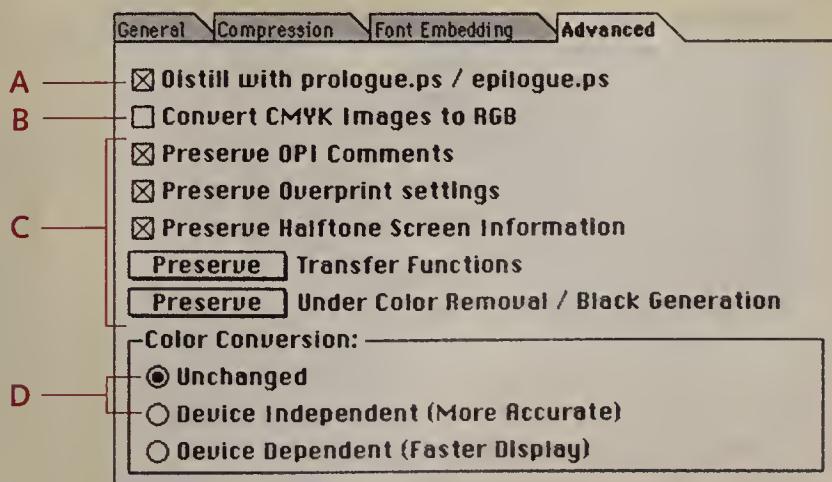 General Compression Font Embedding Advanced
A Distill with prologue.ps / epilogue.ps
B Convert CMYK Images to RGB
Preserve OPI Comments
Preserve Overprint settings
C Preserve Halftone Screen Information
Preserve Transfer Functions
Preserve Under Color Removal / Black Generation
Color Conversion:
Unchanged
D Device Independent (More Accurate)
Device Dependent (Faster Display)